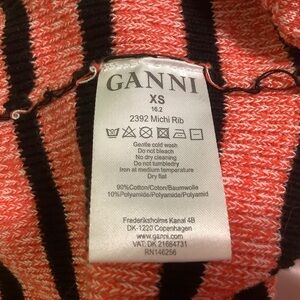 GANNI
XS
16.2
2392 Michi Rib
Gentle cold wash
Do not bleach
No dry cleaning
Do not tumbledry
Iron at medium temperature
Dry flat
90%Cotton/Coton/Baumwolle
10%Polyamide/Polyamide/Polyamid
Frederiksholms Kanal 4B
DK-1220 Copenhagen
www.ganni.com
VAT: DK 21684731
RN146256